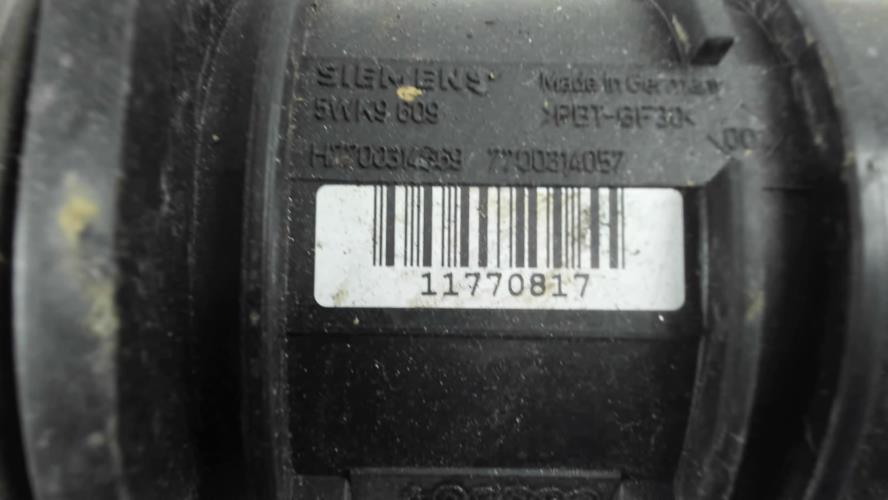 SIEMENS Made in Germany
5WK9 609 >PBT-GF30<
7700314057
11770817